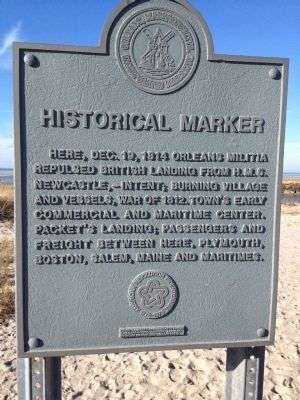 HISTORICAL MARKER
HERE, DEC. 19, 1814 ORLEANS MILITIA
REPULSED BRITISH LANDING FROM H.M.S.
NEWCASTLE,—INTENT; BURNING VILLAGE
AND VESSELS, WAR OF 1812. TOWN'S EARLY
COMMERCIAL AND MARITIME CENTER.
PACKET'S LANDING; PASSENGERS AND
FREIGHT BETWEEN HERE, PLYMOUTH,
BOSTON, SALEM, MAINE AND MARITIMES.